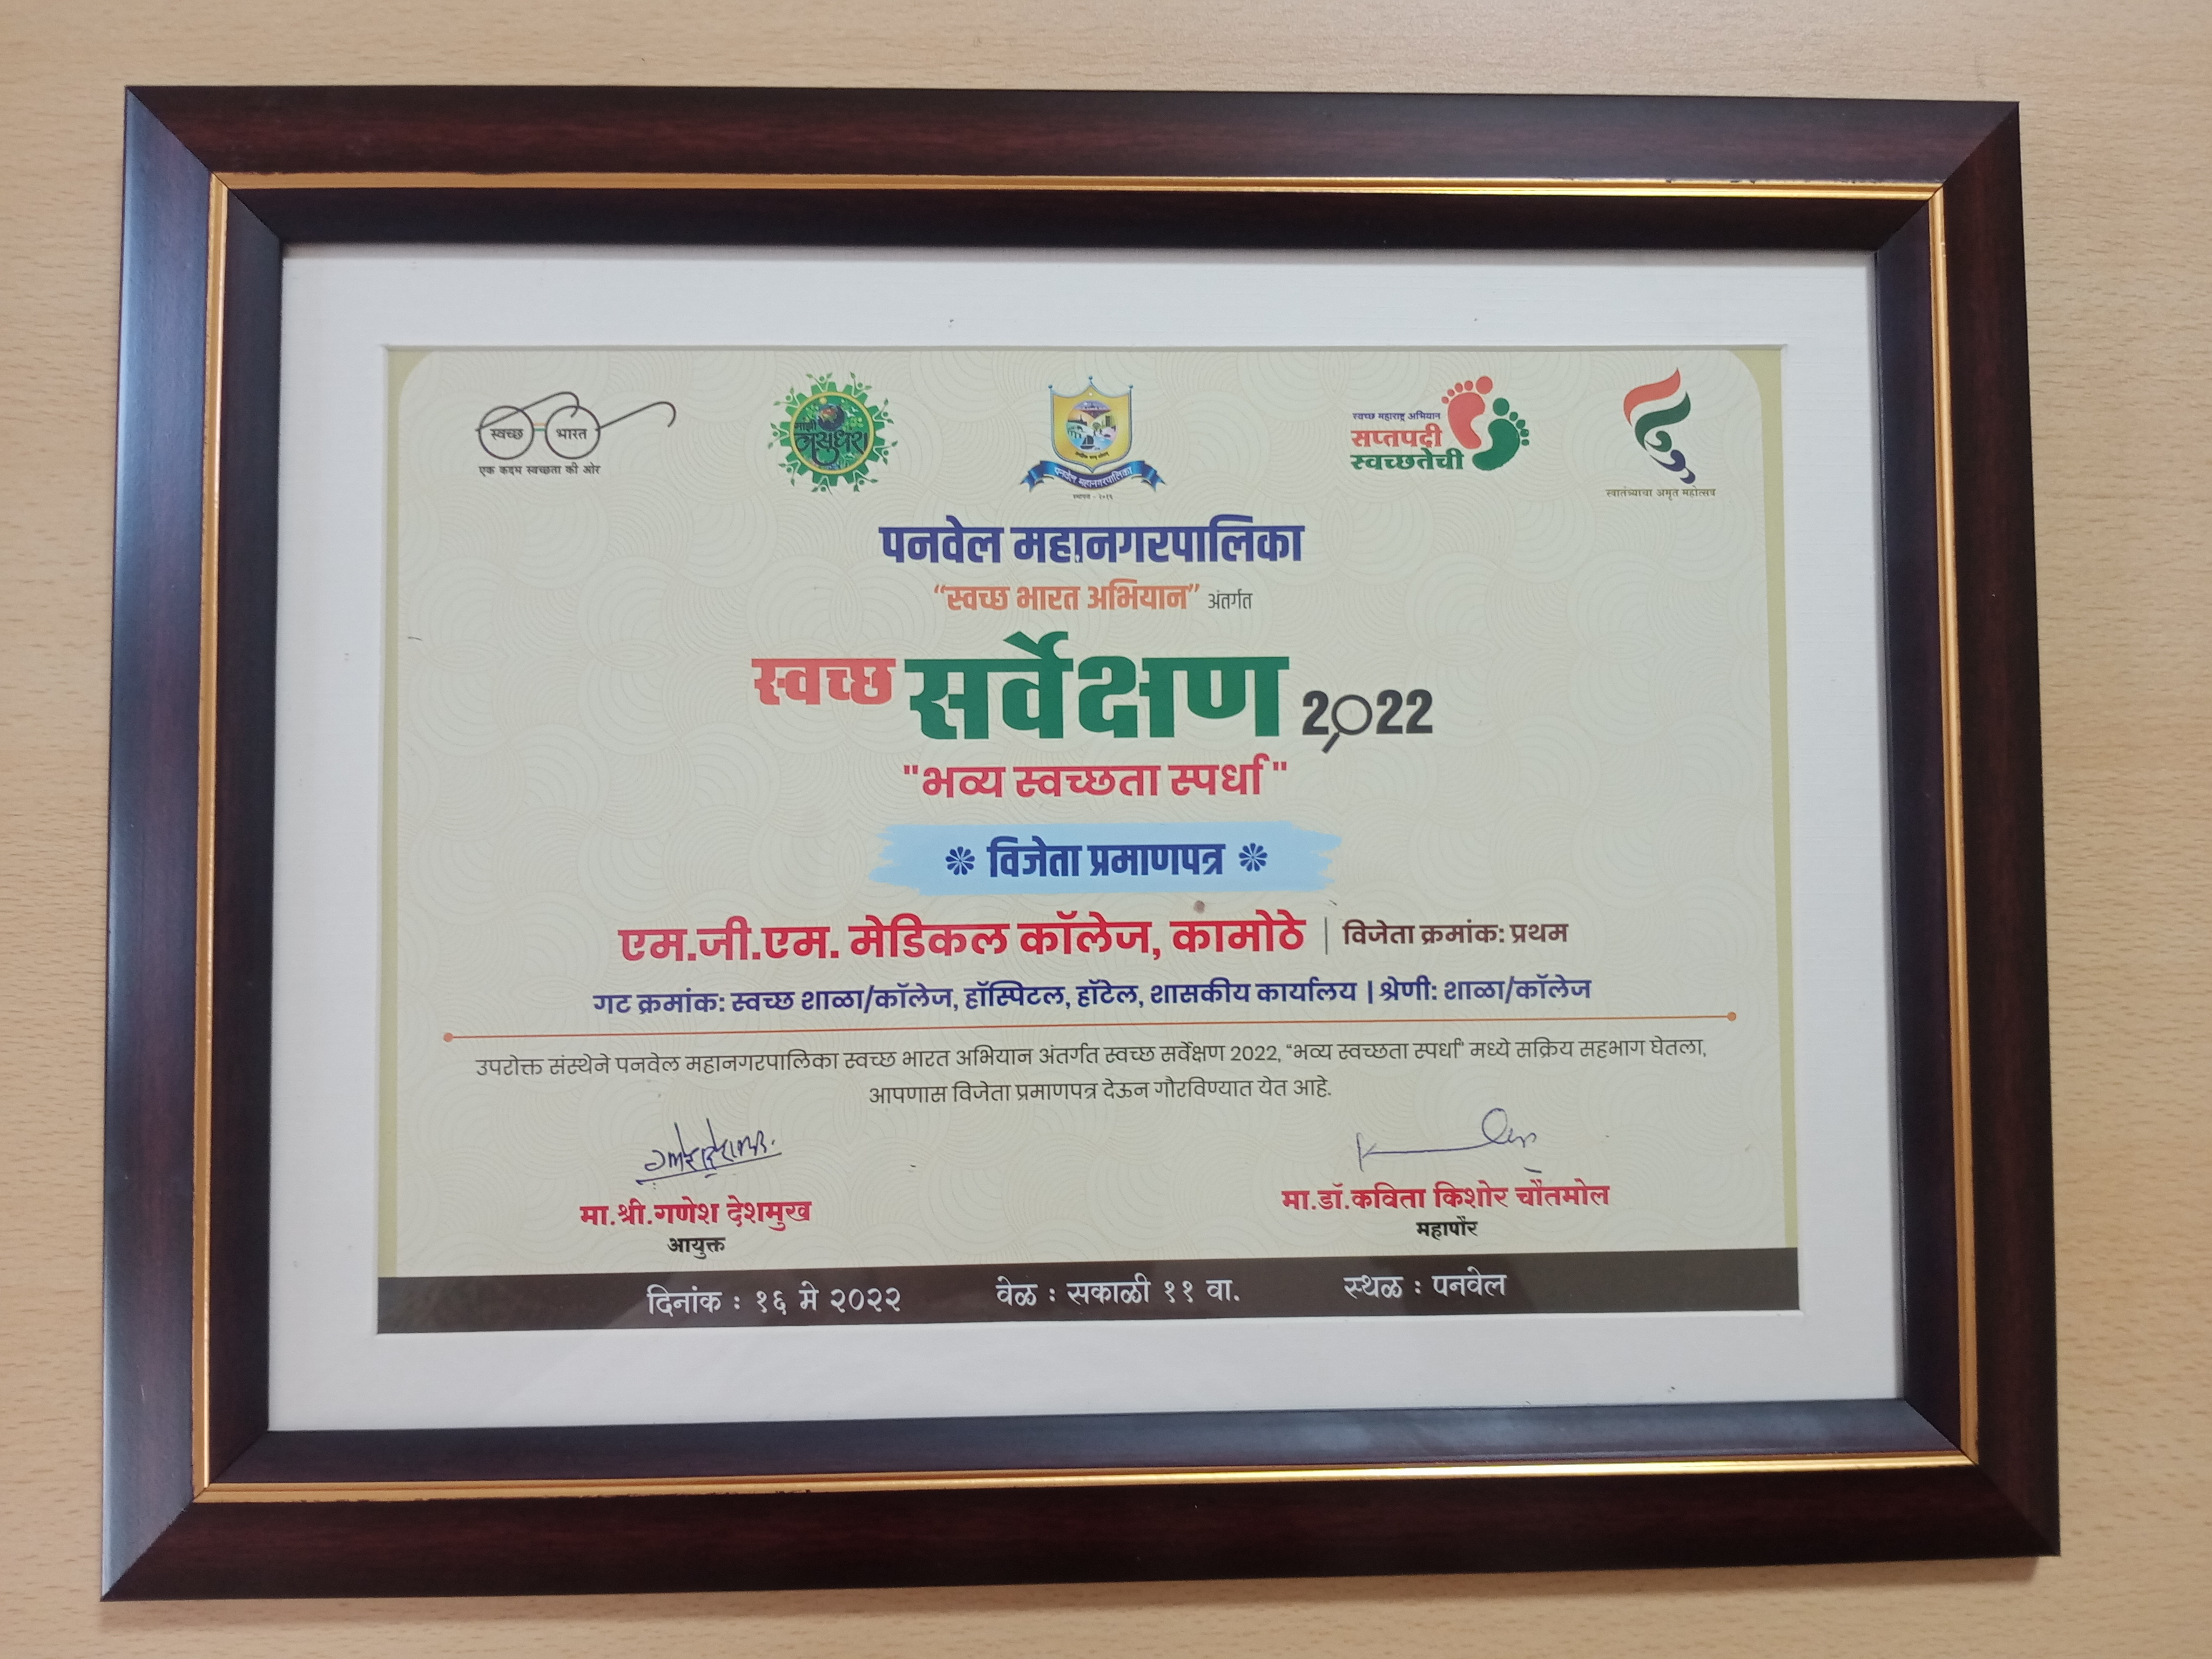 स्वच्छ भारत
एक कदम स्वच्छता की ओर
माझी
वसुंधरा
पनवेल महानगरपालिका
स्थापना - २०१६
स्वच्छ महाराष्ट्र अभियान
सप्तपदी
स्वच्छतेची
स्वातंत्र्याचा अमृत महोत्सव
पनवेल महानगरपालिका
“स्वच्छ भारत अभियान” अंतर्गत
स्वच्छ सर्वेक्षण 2022
"भव्य स्वच्छता स्पर्धा"
विजेता प्रमाणपत्र
एम.जी.एम. मेडिकल कॉलेज, कामोठे | विजेता क्रमांक: प्रथम
गट क्रमांक: स्वच्छ शाळा/कॉलेज, हॉस्पिटल, हॉटेल, शासकीय कार्यालय | श्रेणी: शाळा/कॉलेज
उपरोक्त संस्थेने पनवेल महानगरपालिका स्वच्छ भारत अभियान अंतर्गत स्वच्छ सर्वेक्षण 2022, "भव्य स्वच्छता स्पर्धा" मध्ये सक्रिय सहभाग घेतला,
आपणास विजेता प्रमाणपत्र देऊन गौरविण्यात येत आहे.
मा.श्री.गणेश देशमुख
आयुक्त
मा.डॉ.कविता किशोर चौतमोल
महापौर
दिनांक : १६ मे २०२२ वेळ : सकाळी ११ वा. स्थळ : पनवेल